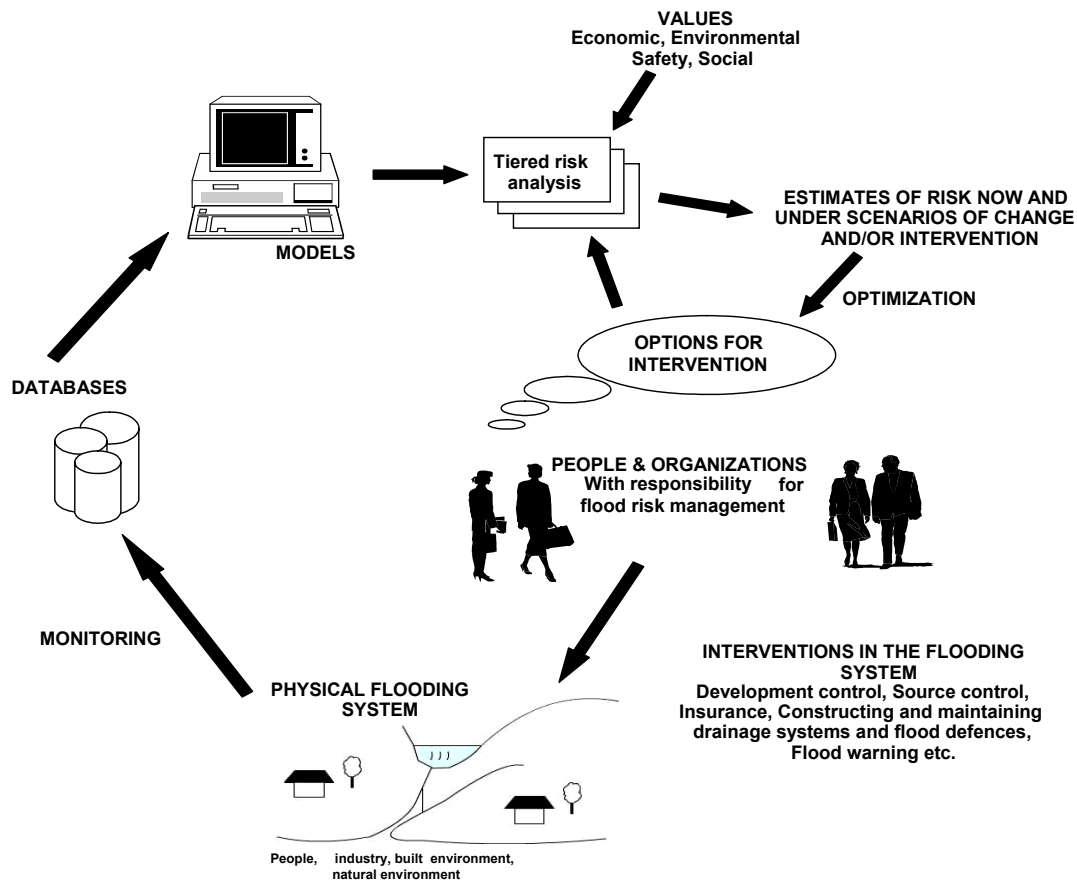 VALUES
Economic, Environmental
Safety, Social
Tiered risk
analysis
ESTIMATES OF RISK NOW AND
UNDER SCENARIOS OF CHANGE
AND/OR INTERVENTION
MODELS
OPTIMIZATION
OPTIONS FOR
INTERVENTION
DATABASES
PEOPLE & ORGANIZATIONS
With responsibility for
flood risk management
MONITORING
INTERVENTIONS IN THE FLOODING
SYSTEM
Development control, Source control,
Insurance, Constructing and maintaining
drainage systems and flood defences,
Flood warning etc.
PHYSICAL FLOODING
SYSTEM
People, industry, built environment,
natural environment